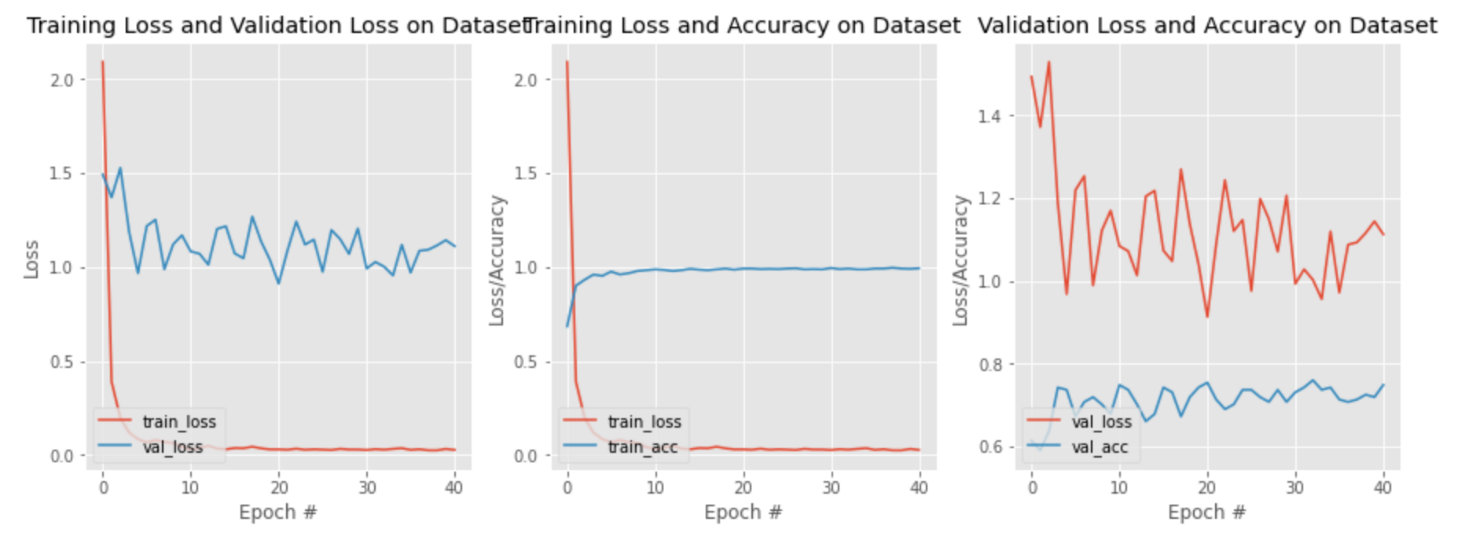 Training Loss and Validation Loss on Dataset
2.0
1.5
1.0
0.5
0.0
Loss
train_loss
val_loss
0 10 20 30 40
Epoch #
Training Loss and Accuracy on Dataset
2.0
1.5
1.0
0.5
0.0
Loss/Accuracy
train_loss
train_acc
0 10 20 30 40
Epoch #
Validation Loss and Accuracy on Dataset
1.4
1.2
1.0
0.8
0.6
Loss/Accuracy
val_loss
val_acc
0 10 20 30 40
Epoch #